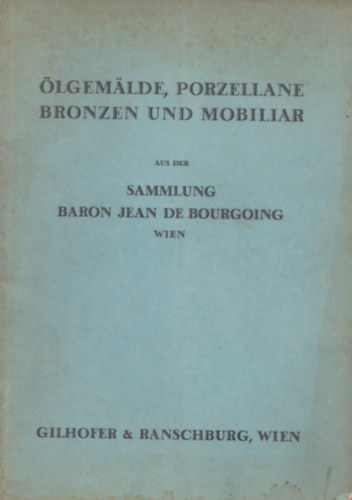 ÖLGEMÄLDE, PORZELLANE
BRONZEN UND MOBILIAR
AUS DER
SAMMLUNG
BARON JEAN DE BOURGOING
WIEN
GILHOFER & RANSCHBURG, WIEN